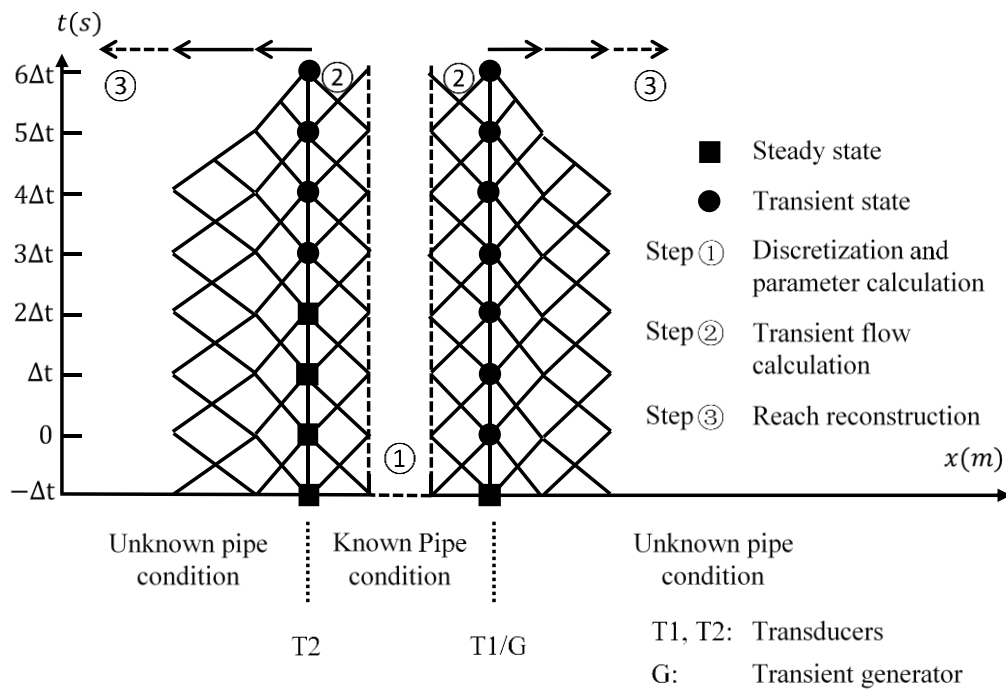 t(s)
③
②
②
③
6Δt
5Δt
4Δt
3Δt
2Δt
Δt
0
−Δt
①
x(m)
Steady state
Transient state
Step ① Discretization and
parameter calculation
Step ② Transient flow
calculation
Step ③ Reach reconstruction
Unknown pipe
condition
Known Pipe
condition
Unknown pipe
condition
T2
T1/G
T1, T2: Transducers
G: Transient generator